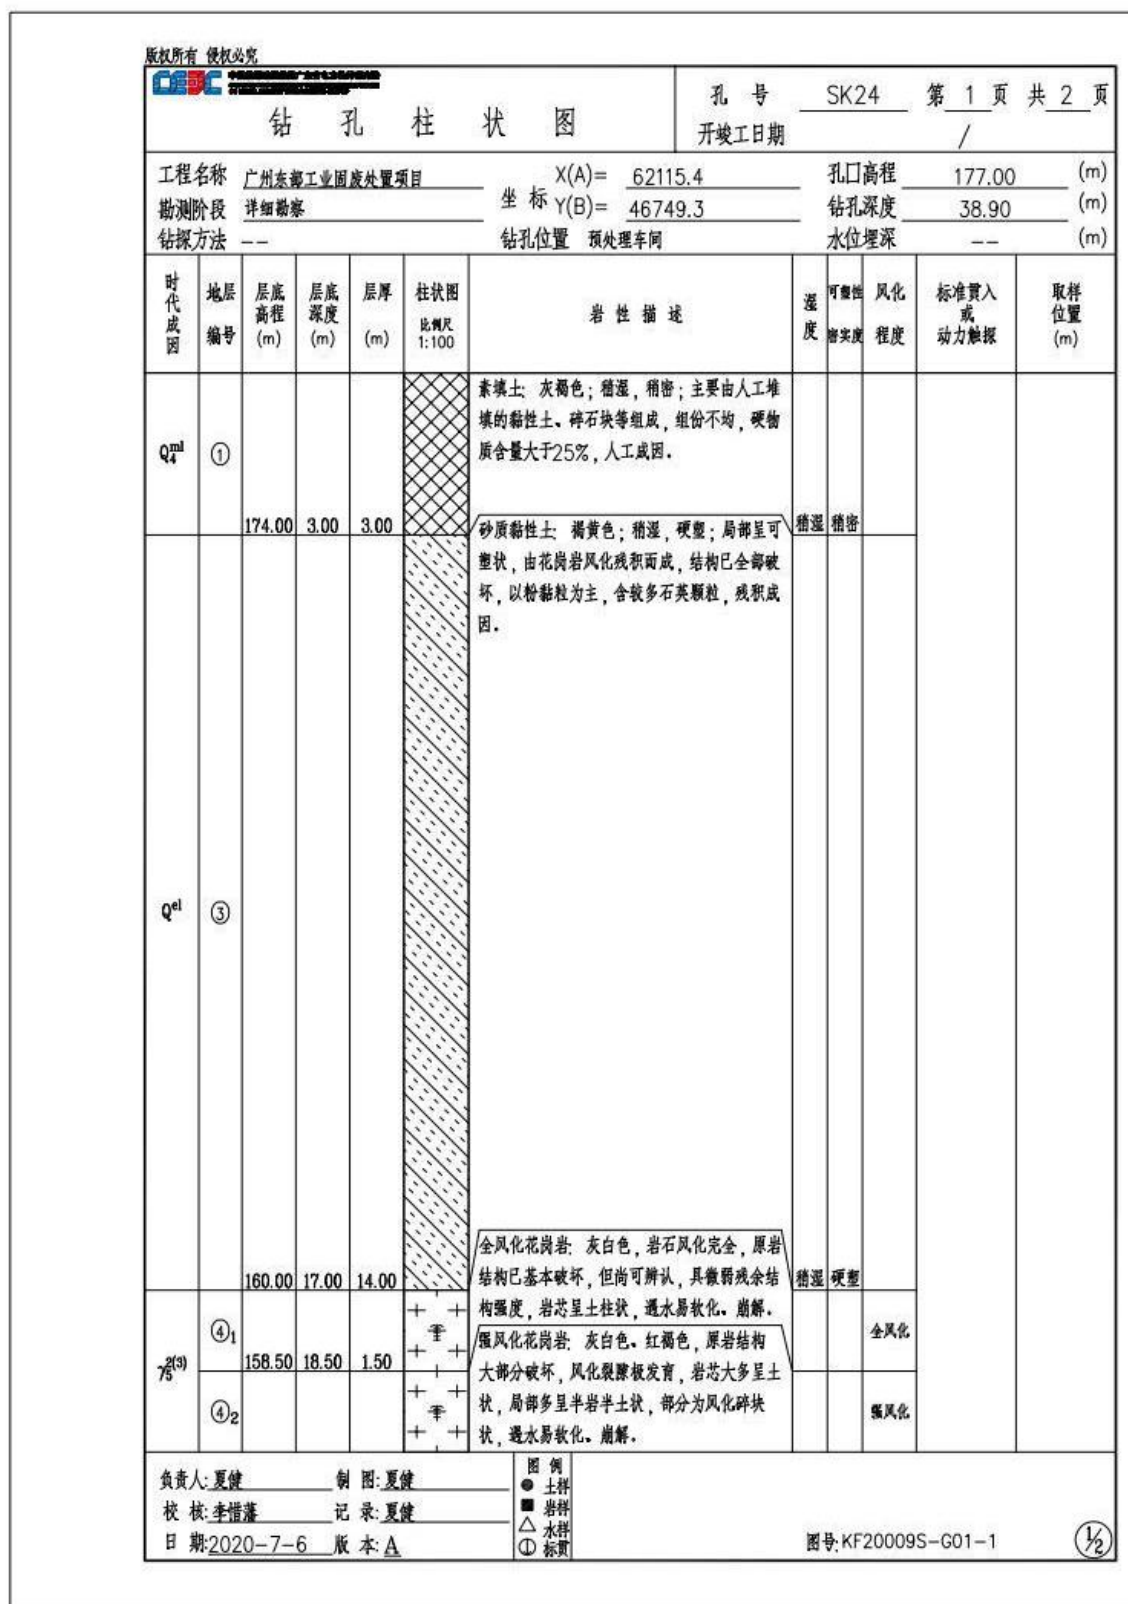 版权所有 侵权必究
CEEC
钻孔柱状图
孔号 SK24 第 1 页 共 2 页
开竣工日期 /
工程名称 广州东部工业固废处置项目
勘测阶段 详细勘察
钻探方法 --
坐标 X(A)= 62115.4
Y(B)= 46749.3
钻孔位置 预处理车间
孔口高程 177.00 (m)
钻孔深度 38.90 (m)
水位埋深 -- (m)
时代成因
地层编号
层底高程(m)
层底深度(m)
层厚(m)
柱状图 比例尺 1:100
岩性描述
湿度
可塑性 密实度
风化程度
标准贯入或动力触探
取样位置(m)
Q₄ᵐˡ ① 174.00 3.00 3.00
素填土: 灰褐色; 稍湿, 稍密; 主要由人工堆
填的黏性土、碎石块等组成, 组份不均, 硬物
质含量大于25%, 人工成因.
稍湿 稍密
Qᵉˡ ③ 160.00 17.00 14.00
砂质黏性土: 褐黄色; 稍湿, 硬塑; 局部呈可
塑状, 由花岗岩风化残积而成, 结构已全部破
坏, 以粉黏粒为主, 含较多石英颗粒, 残积成
因.
稍湿 硬塑
γ₅²⁽³⁾ ④₁ 158.50 18.50 1.50
全风化花岗岩: 灰白色, 岩石风化完全, 原岩
结构已基本破坏, 但尚可辨认, 具微弱残余结
构强度, 岩芯呈土柱状, 遇水易软化、崩解.
全风化
④₂
强风化花岗岩: 灰白色、红褐色, 原岩结构
大部分破坏, 风化裂隙极发育, 岩芯大多呈土
状, 局部多呈半岩半土状, 部分为风化碎块
状, 遇水易软化、崩解.
强风化
负责人: 夏健 制图: 夏健
校核: 李惜藩 记录: 夏健
日期: 2020-7-6 版本: A
图例
土样
岩样
水样
标贯
图号: KF20009S-G01-1
1/2